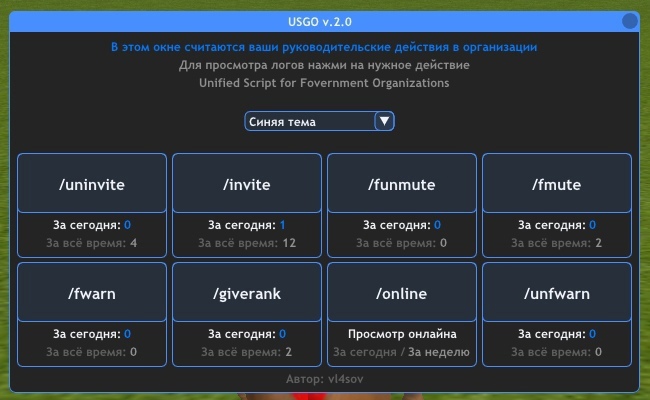 USGO v.2.0
В этом окне считаются ваши руководительские действия в организации
Для просмотра логов нажми на нужное действие
Unified Script for Fovernment Organizations
Синяя тема
/uninvite
За сегодня: 0
За всё время: 4
/invite
За сегодня: 1
За всё время: 12
/funmute
За сегодня: 0
За всё время: 0
/fmute
За сегодня: 0
За всё время: 2
/fwarn
За сегодня: 0
За всё время: 0
/giverank
За сегодня: 0
За всё время: 2
/online
Просмотр онлайна
За сегодня / За неделю
/unfwarn
За сегодня: 0
За всё время: 0
Автор: vl4sov